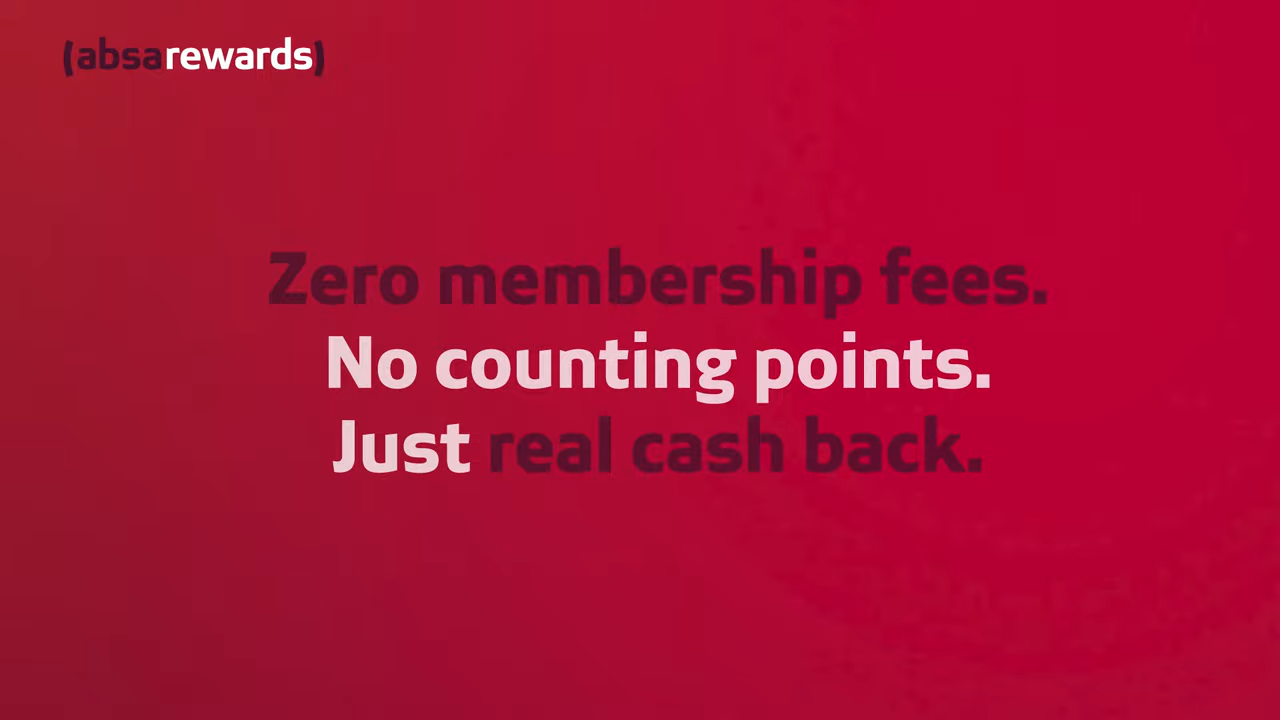 (absarewards)
Zero membership fees.
No counting points.
Just real cash back.